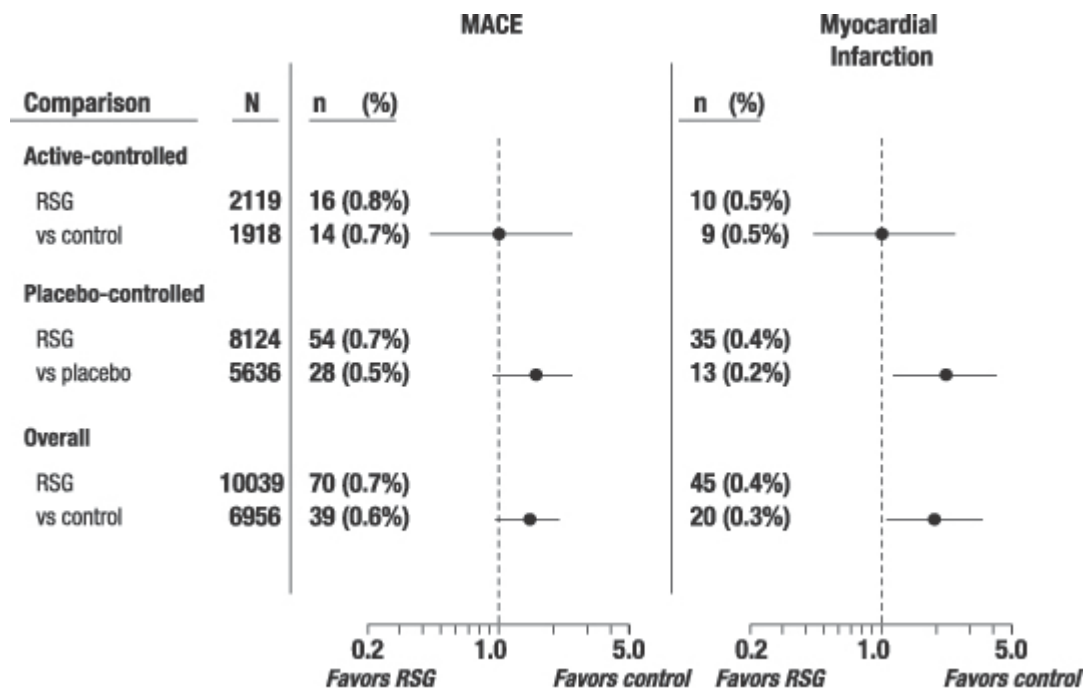 MACE Myocardial
Infarction
Comparison N n (%) n (%)
Active-controlled
RSG 2119 16 (0.8%) 10 (0.5%)
vs control 1918 14 (0.7%) 9 (0.5%)
Placebo-controlled
RSG 8124 54 (0.7%) 35 (0.4%)
vs placebo 5636 28 (0.5%) 13 (0.2%)
Overall
RSG 10039 70 (0.7%) 45 (0.4%)
vs control 6956 39 (0.6%) 20 (0.3%)
0.2 1.0 5.0 0.2 1.0 5.0
Favors RSG Favors control Favors RSG Favors control